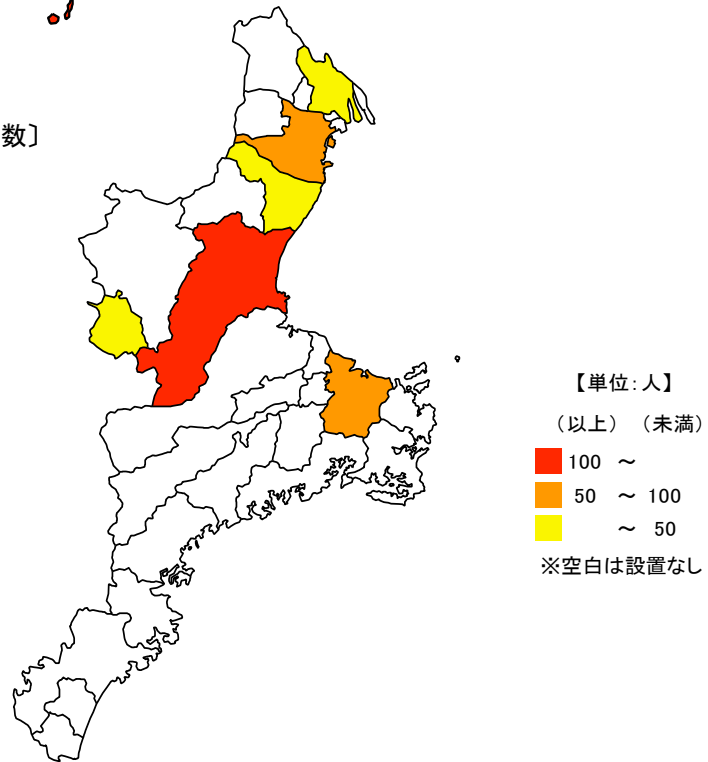 数〕
【単位：人】
（以上）（未満）
100 ～
50 ～ 100
～ 50
※空白は設置なし